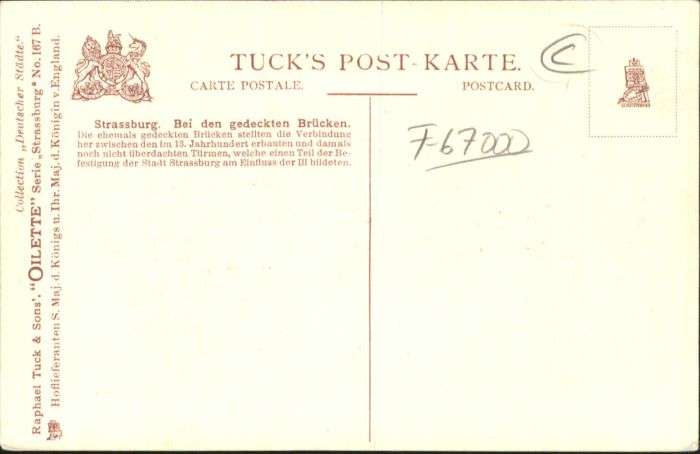 Collection „Deutscher Städte.“
Raphael Tuck & Sons'. "OILETTE" Serie „Strassburg“ No. 167 B.
Hoflieferanten S. Maj. d. Königs u. Ihr. Maj. d. Königin v. England.
TUCK'S POST-KARTE.
CARTE POSTALE.
POSTCARD.
C
Strassburg. Bei den gedeckten Brücken.
Die ehemals gedeckten Brücken stellten die Verbindung
her zwischen den im 13. Jahrhundert erbauten und damals
noch nicht überdachten Türmen, welche einen Teil der Be-
festigung der Stadt Strassburg am Einfluss der Ill bildeten.
F-67000